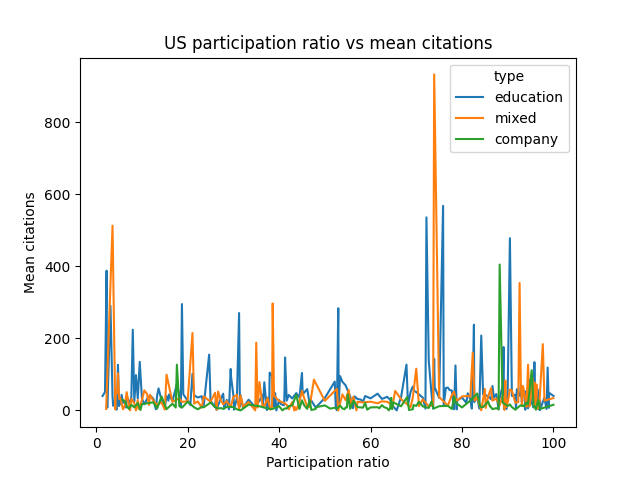 US participation ratio vs mean citations
type
education
mixed
company
Mean citations
800
600
400
200
0
0 20 40 60 80 100
Participation ratio